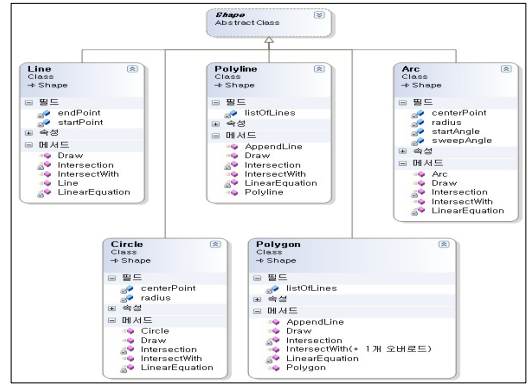 Shape
Abstract Class
Line
Class
Shape
필드
endPoint
startPoint
속성
메서드
Draw
Intersection
IntersectWith
Line
LinearEquation
Polyline
Class
Shape
필드
listOfLines
속성
메서드
AppendLine
Draw
Intersection
IntersectWith
LinearEquation
Polyline
Arc
Class
Shape
필드
centerPoint
radius
startAngle
sweepAngle
속성
메서드
Arc
Draw
Intersection
IntersectWith
LinearEquation
Circle
Class
Shape
필드
centerPoint
radius
속성
메서드
Circle
Draw
Intersection
IntersectWith
LinearEquation
Polygon
Class
Shape
필드
listOfLines
속성
메서드
AppendLine
Draw
Intersection
IntersectWith(+ 1개 오버로드)
LinearEquation
Polygon